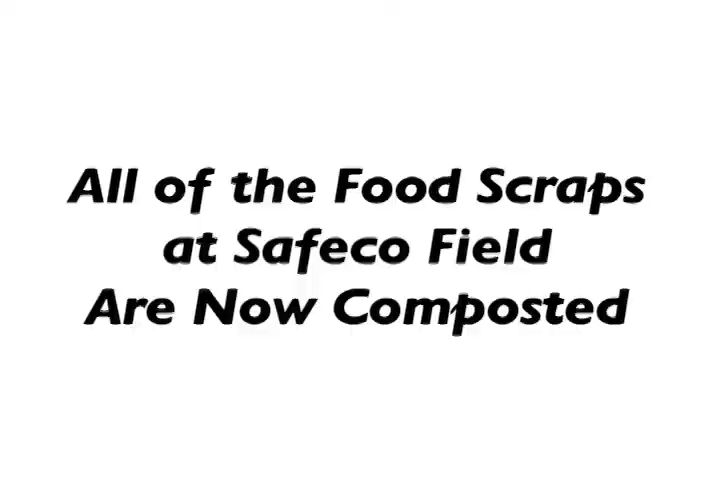 All of the Food Scraps
at Safeco Field
Are Now Composted